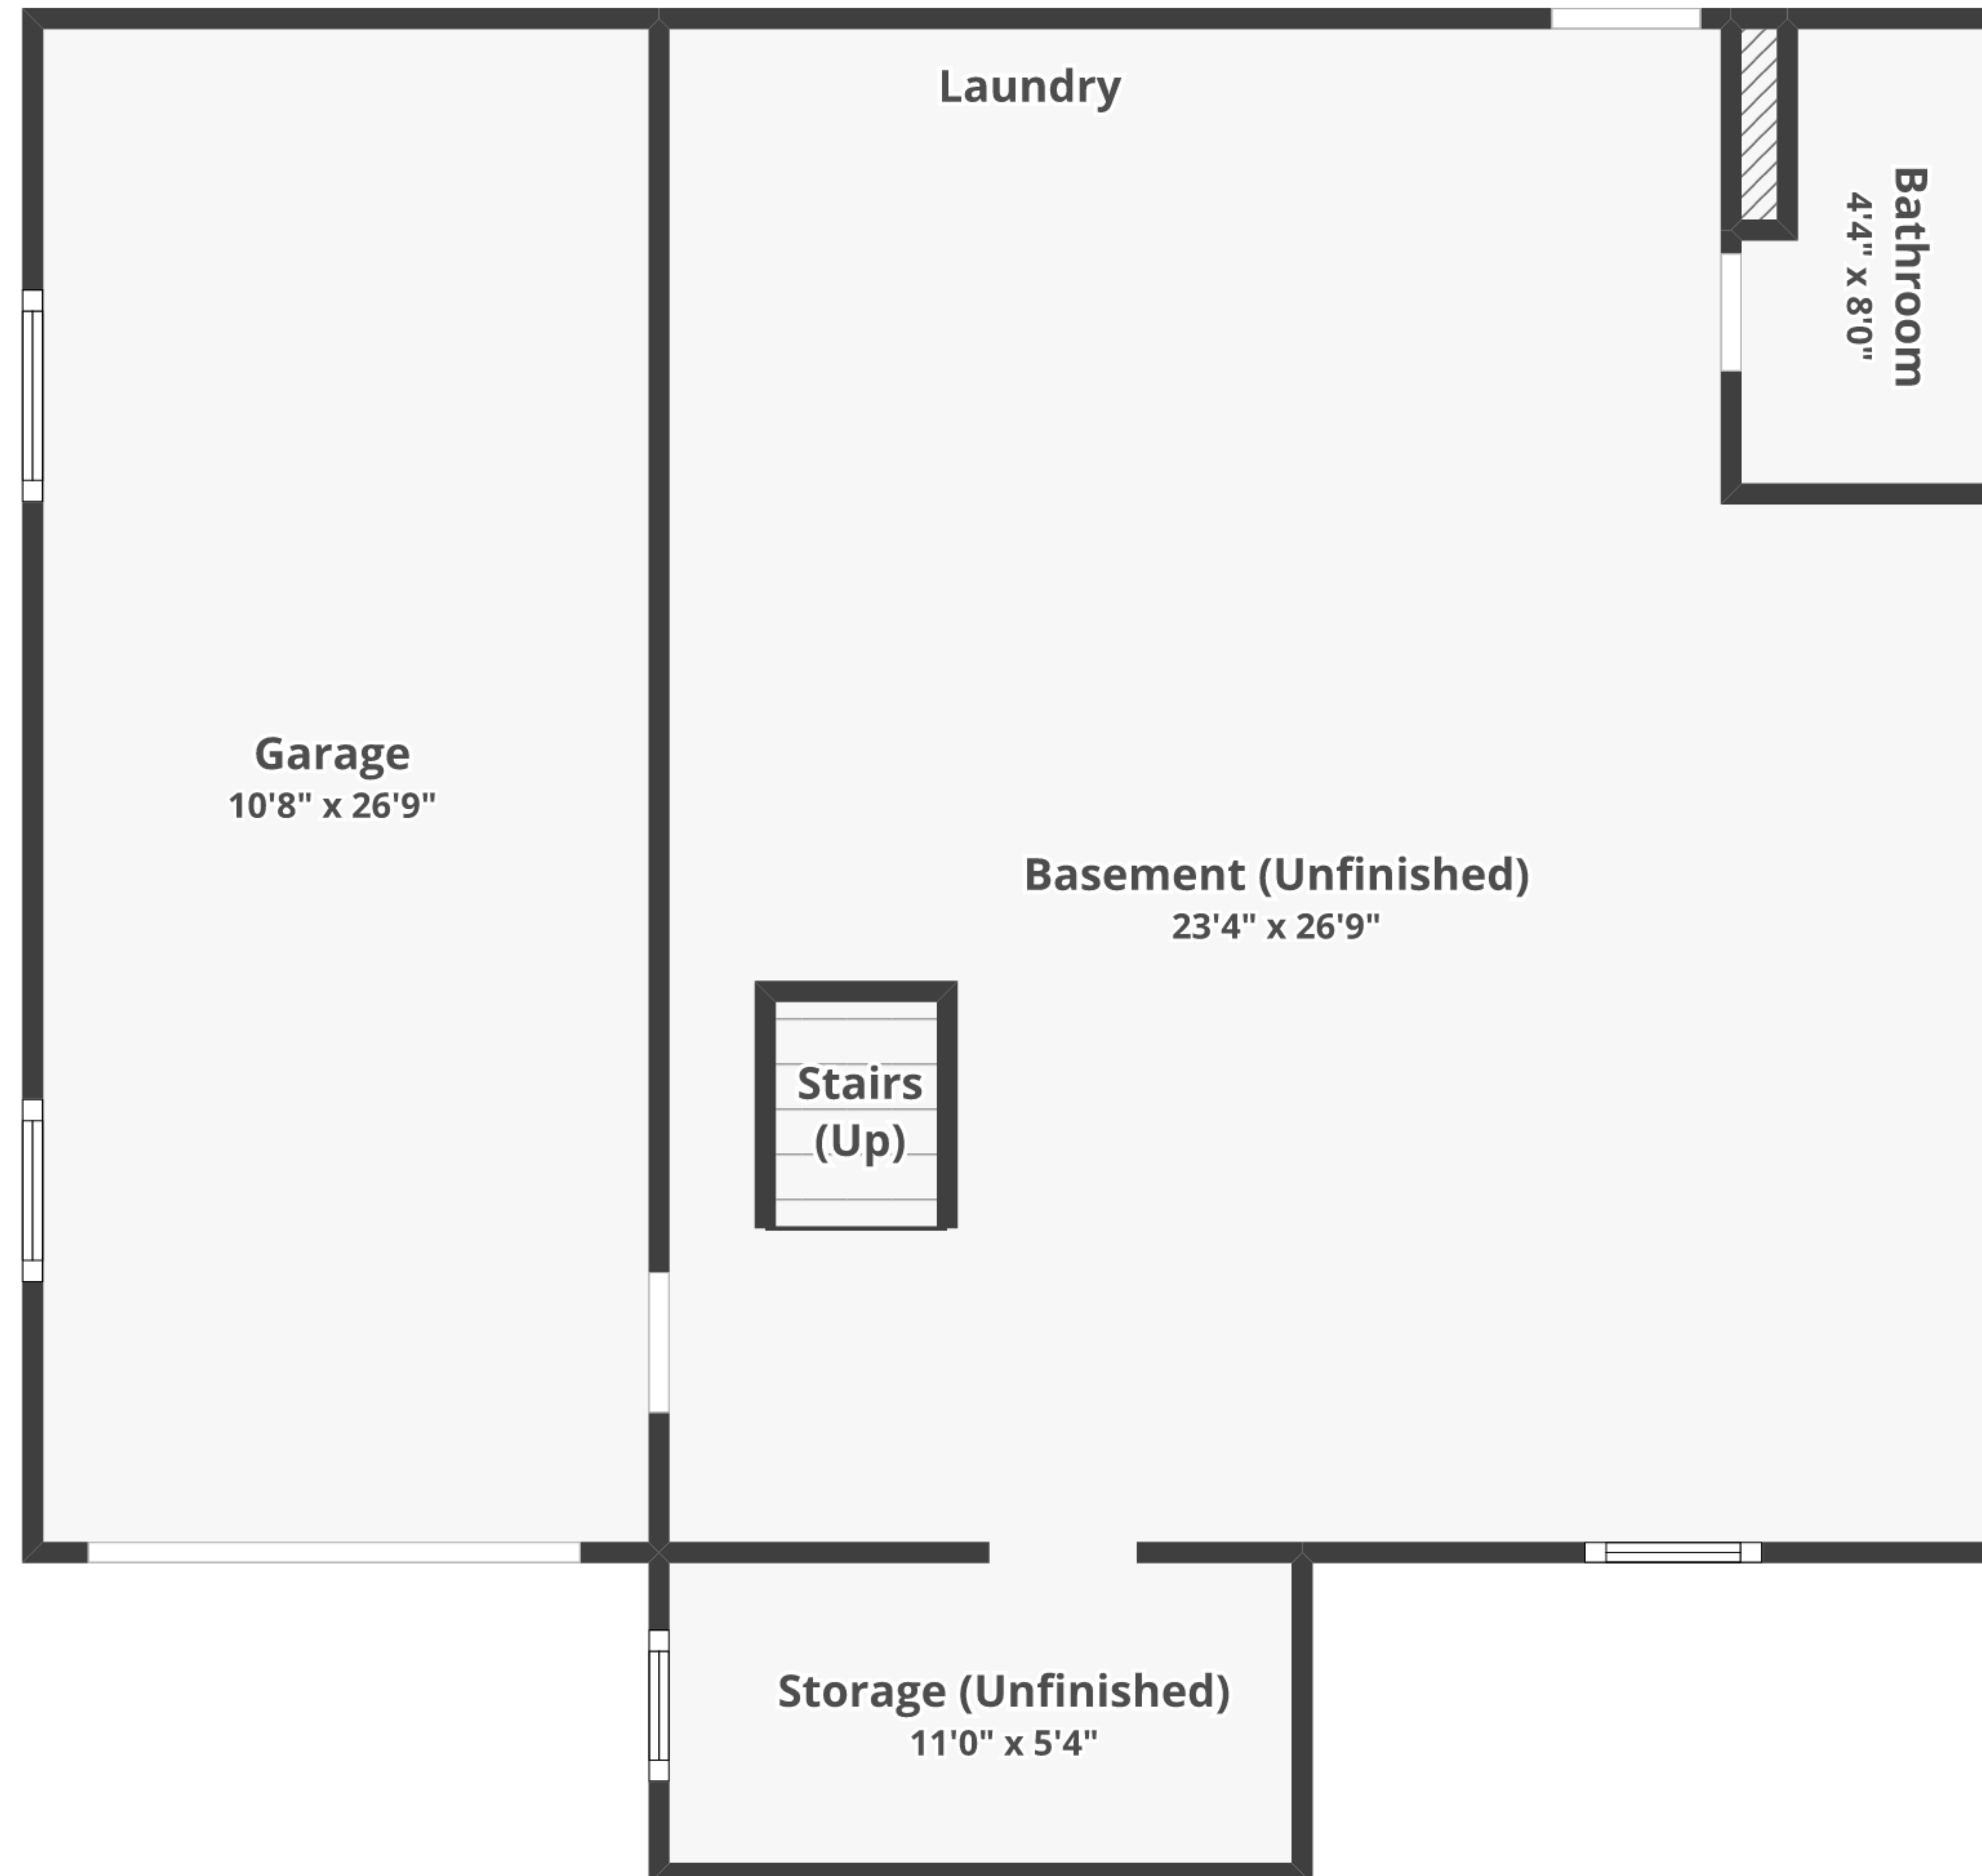 Laundry
Bathroom
4'4" x 8'0"
Garage
10'8" x 26'9"
Basement (Unfinished)
23'4" x 26'9"
Stairs
(Up)
Storage (Unfinished)
11'0" x 5'4"